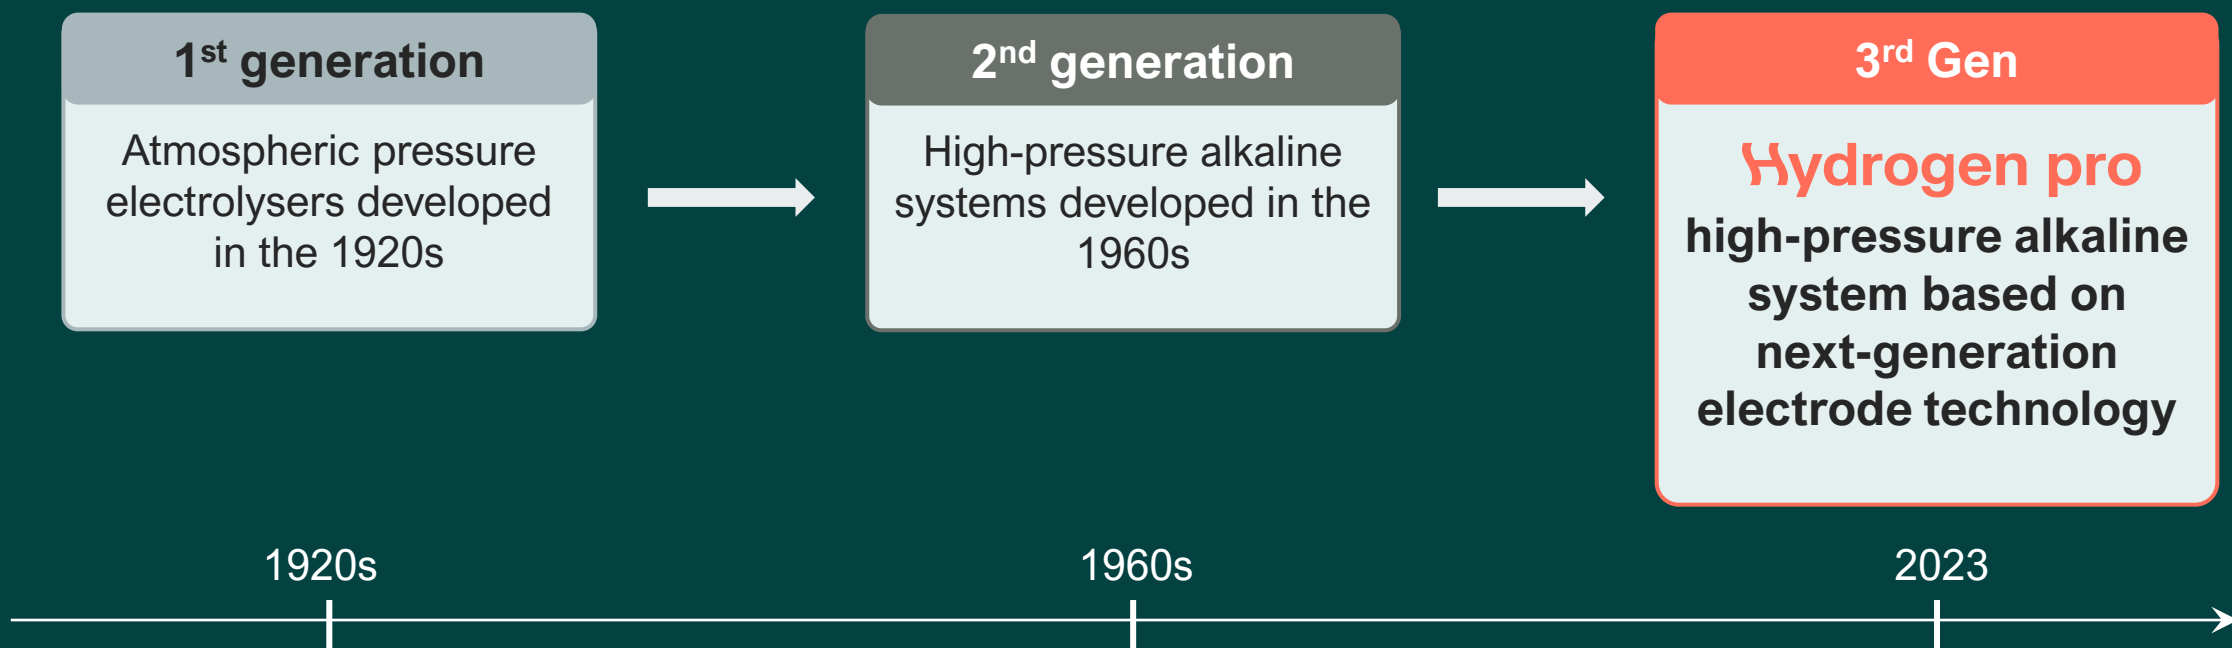 1st generation
Atmospheric pressure
electrolysers developed
in the 1920s
2nd generation
High-pressure alkaline
systems developed in the
1960s
3rd Gen
Hydrogen pro
high-pressure alkaline
system based on
next-generation
electrode technology
1920s
1960s
2023